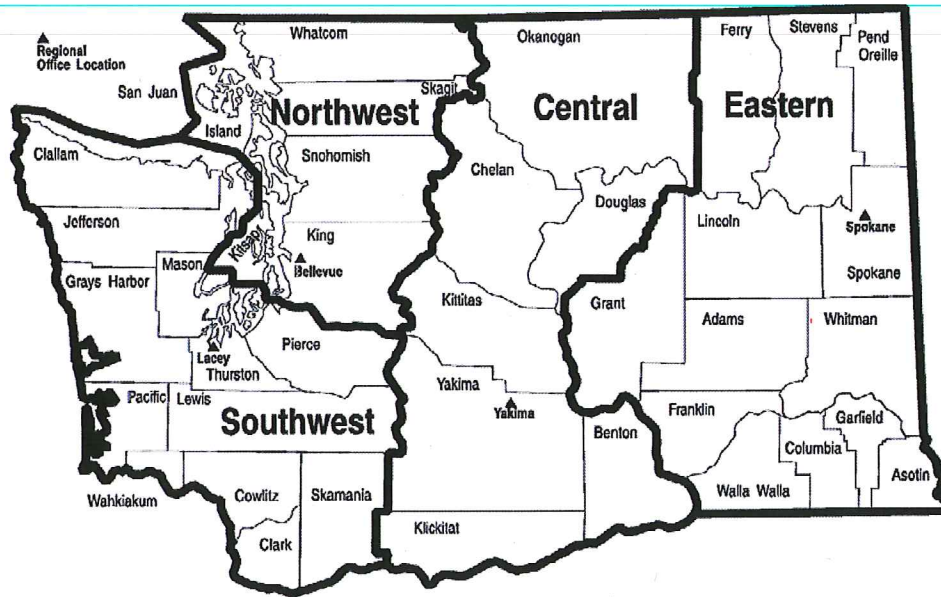 Regional
Office Location
San Juan
Whatcom
Skagit
Northwest
Island
Snohomish
King
Kitsap
Bellevue
Okanogan
Central
Chelan
Douglas
Kittitas
Yakima
Yakima
Benton
Klickitat
Ferry
Stevens
Pend
Oreille
Eastern
Lincoln
Spokane
Spokane
Grant
Adams
Whitman
Franklin
Garfield
Columbia
Walla Walla
Asotin
Clallam
Jefferson
Mason
Grays Harbor
Lacey
Thurston
Pierce
Pacific
Lewis
Southwest
Wahkiakum
Cowlitz
Skamania
Clark